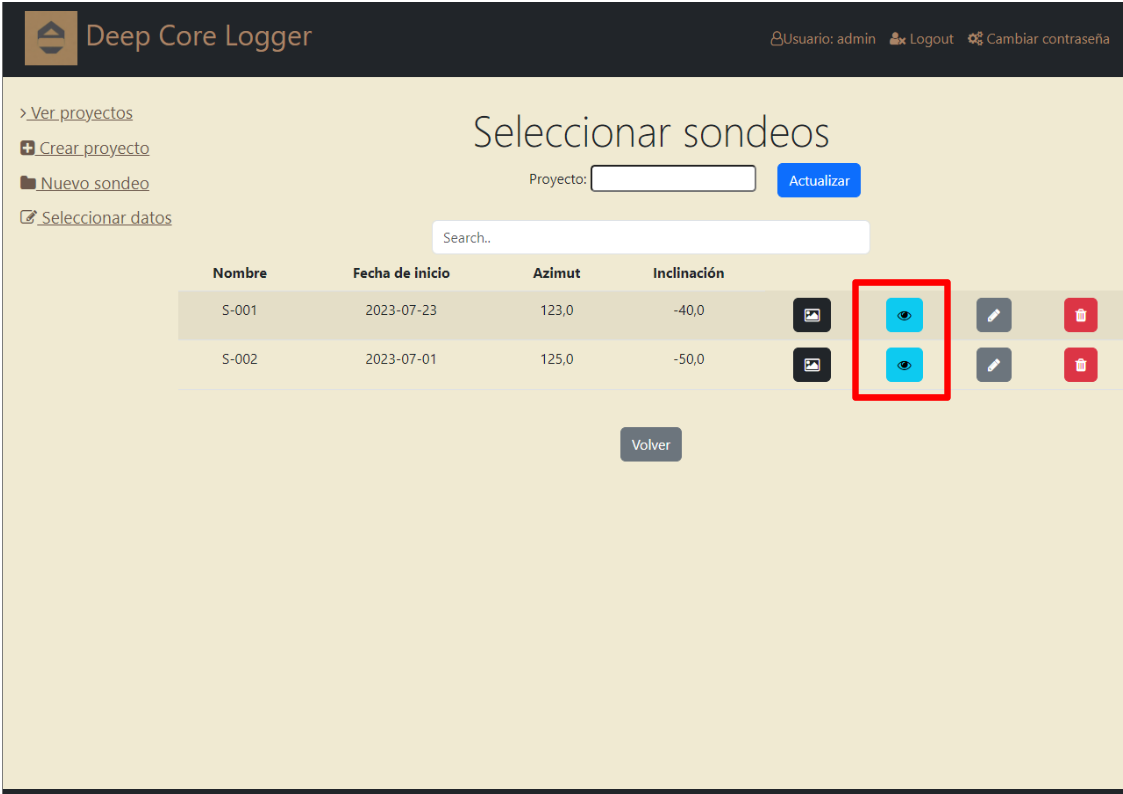 Deep Core Logger
Usuario: admin Logout Cambiar contraseña
Ver proyectos
Crear proyecto
Nuevo sondeo
Seleccionar datos
Seleccionar sondeos
Proyecto: Actualizar
Search..
Nombre Fecha de inicio Azimut Inclinación
S-001 2023-07-23 123,0 -40,0
S-002 2023-07-01 125,0 -50,0
Volver